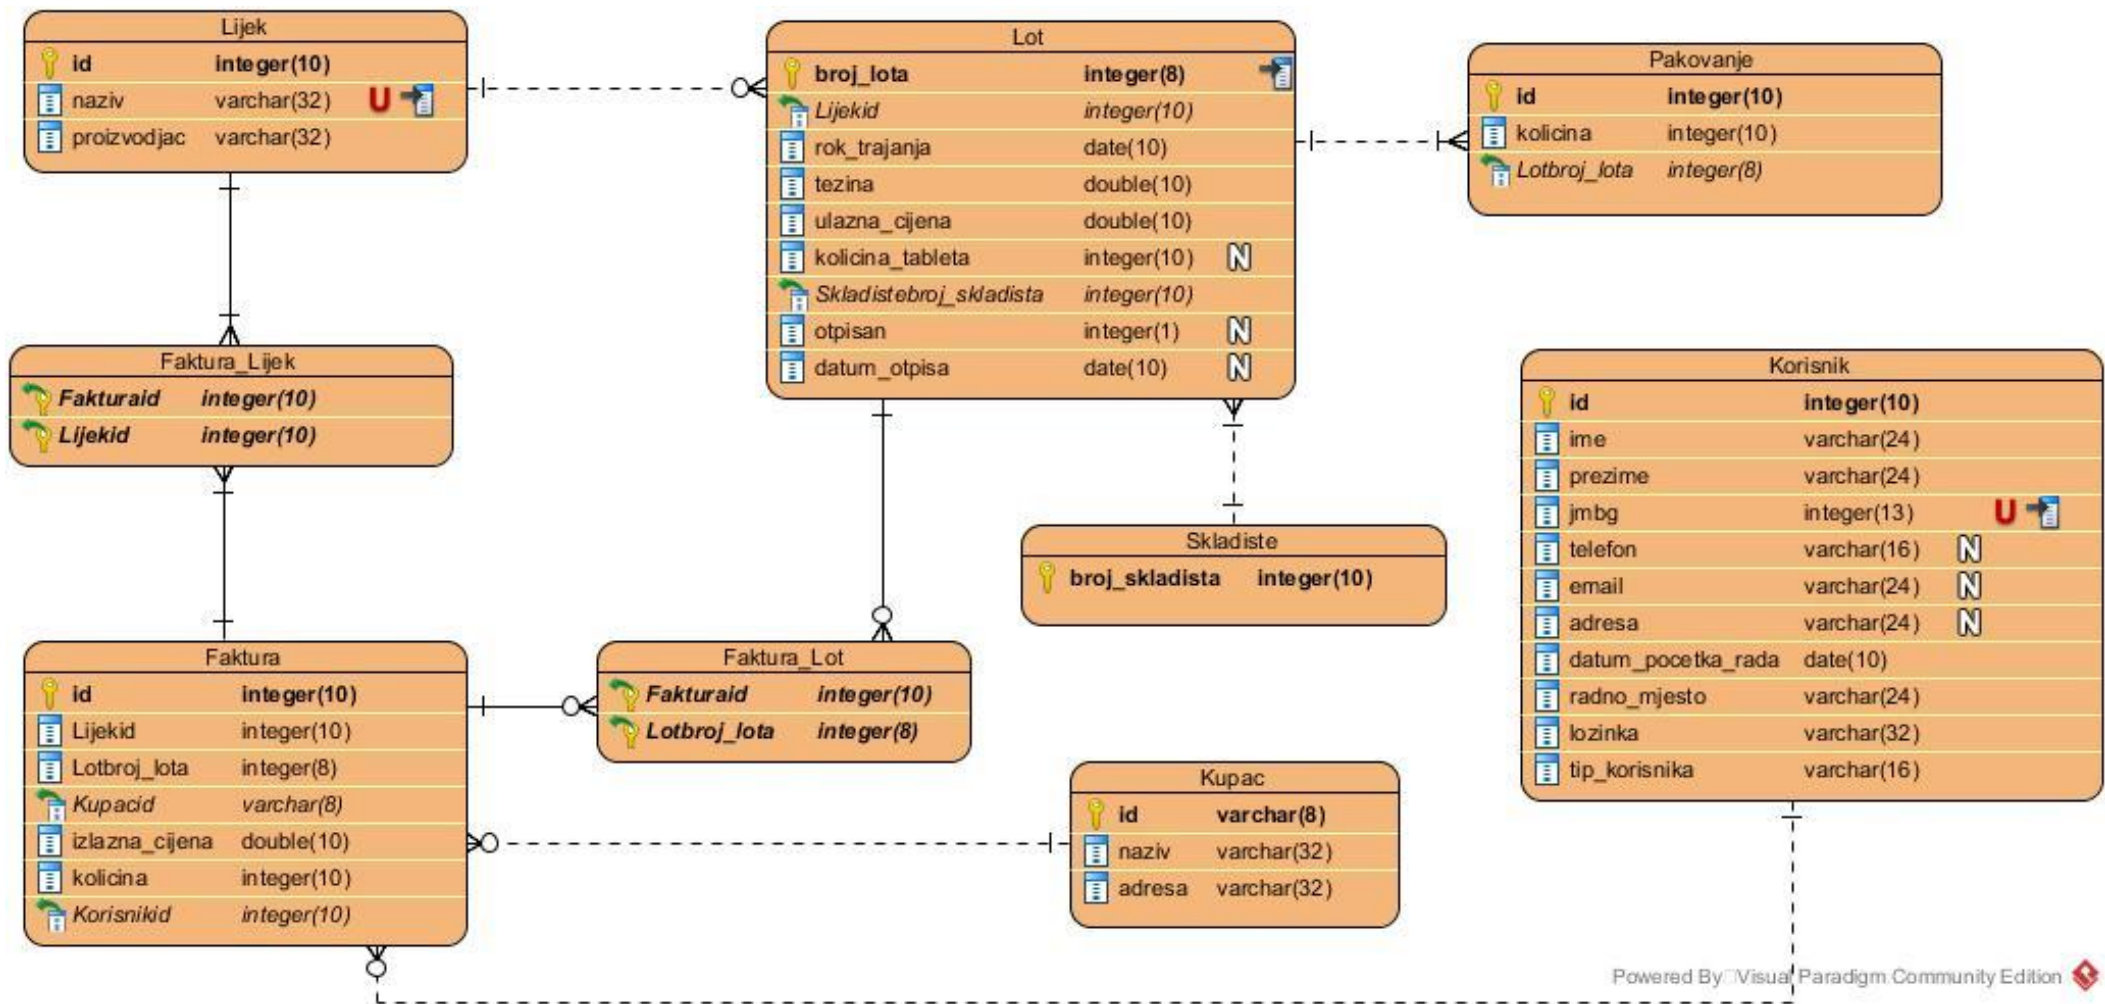 Lijek
id integer(10)
naziv varchar(32) U
proizvodjac varchar(32)
Lot
broj_lota integer(8)
Lijekid integer(10)
rok_trajanja date(10)
tezina double(10)
ulazna_cijena double(10)
kolicina_tableta integer(10) N
Skladistebroj_skladista integer(10)
otpisan integer(1) N
datum_otpisa date(10) N
Pakovanje
id integer(10)
kolicina integer(10)
Lotbroj_lota integer(8)
Faktura_Lijek
Fakturaid integer(10)
Lijekid integer(10)
Skladiste
broj_skladista integer(10)
Korisnik
id integer(10)
ime varchar(24)
prezime varchar(24)
jmbg integer(13) U
telefon varchar(16) N
email varchar(24) N
adresa varchar(24) N
datum_pocetka_rada date(10)
radno_mjesto varchar(24)
lozinka varchar(32)
tip_korisnika varchar(16)
Faktura
id integer(10)
Lijekid integer(10)
Lotbroj_lota integer(8)
Kupacid varchar(8)
izlazna_cijena double(10)
kolicina integer(10)
Korisnikid integer(10)
Faktura_Lot
Fakturaid integer(10)
Lotbroj_lota integer(8)
Kupac
id varchar(8)
naziv varchar(32)
adresa varchar(32)
Powered By Visual Paradigm Community Edition